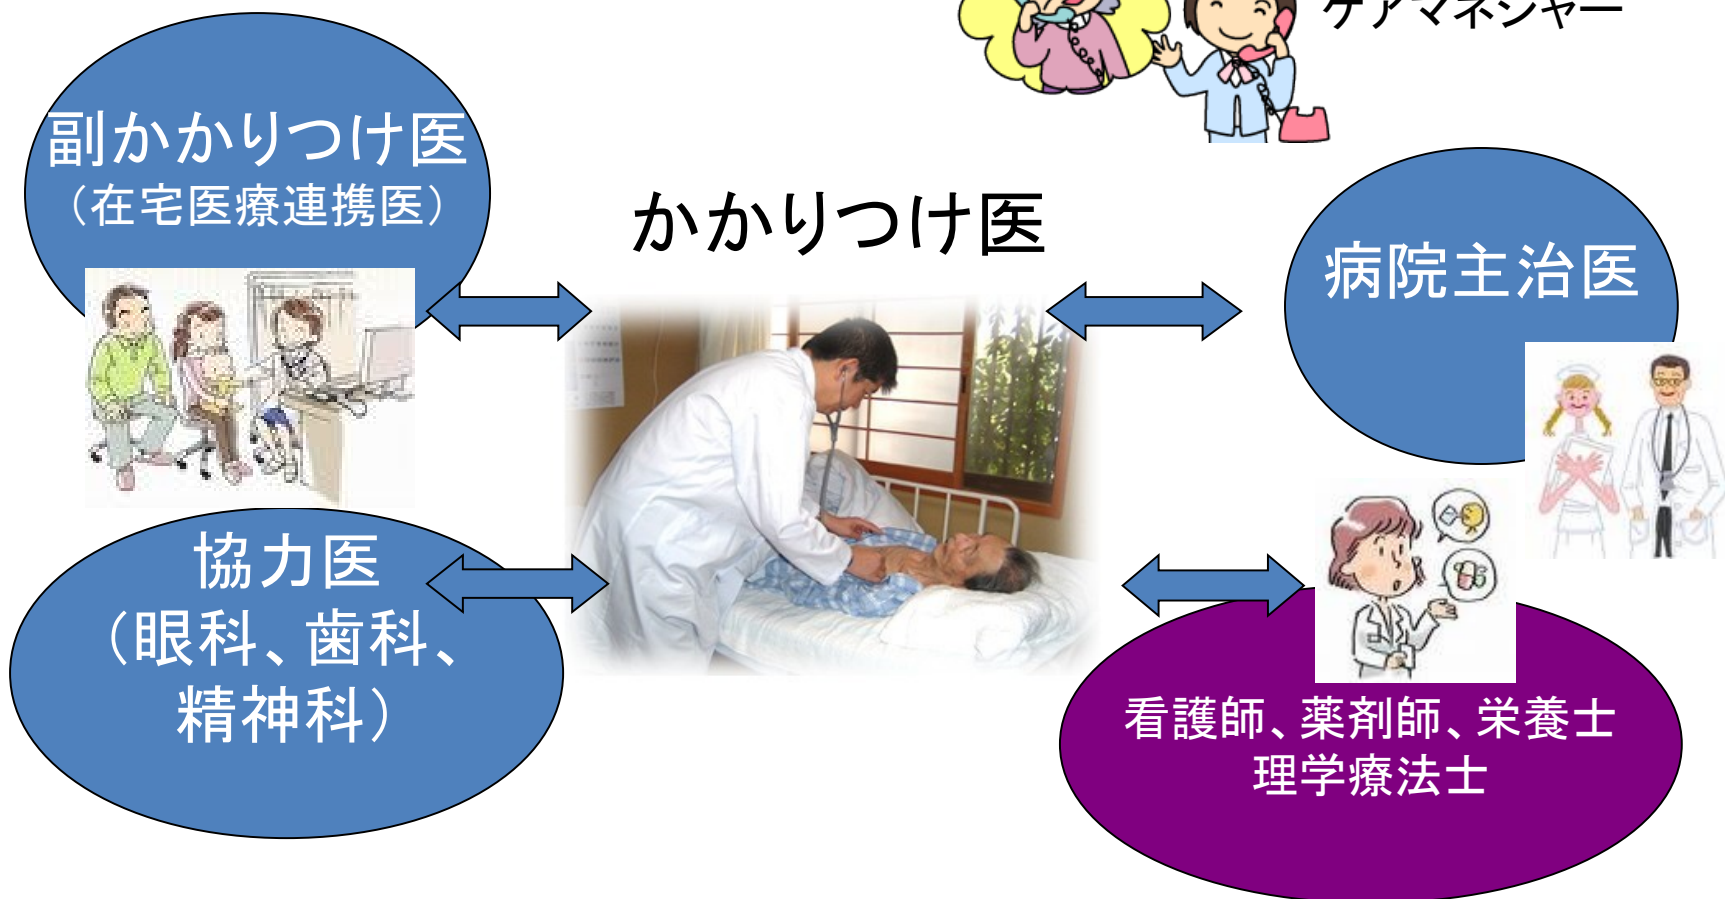 ケアマネジャー
副かかりつけ医
（在宅医療連携医）
かかりつけ医
病院主治医
協力医
（眼科、歯科、
精神科）
看護師、薬剤師、栄養士
理学療法士